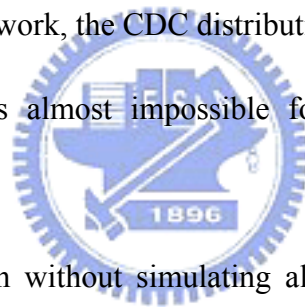 work, the CDC distribut
s almost impossible fo
1896
n without simulating al